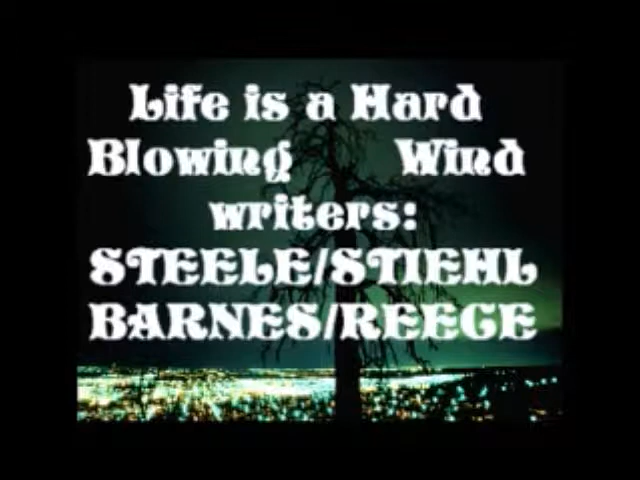 Life is a Hard
Blowing Wind
writers:
STEELE/STIEHL
BARNES/REECE